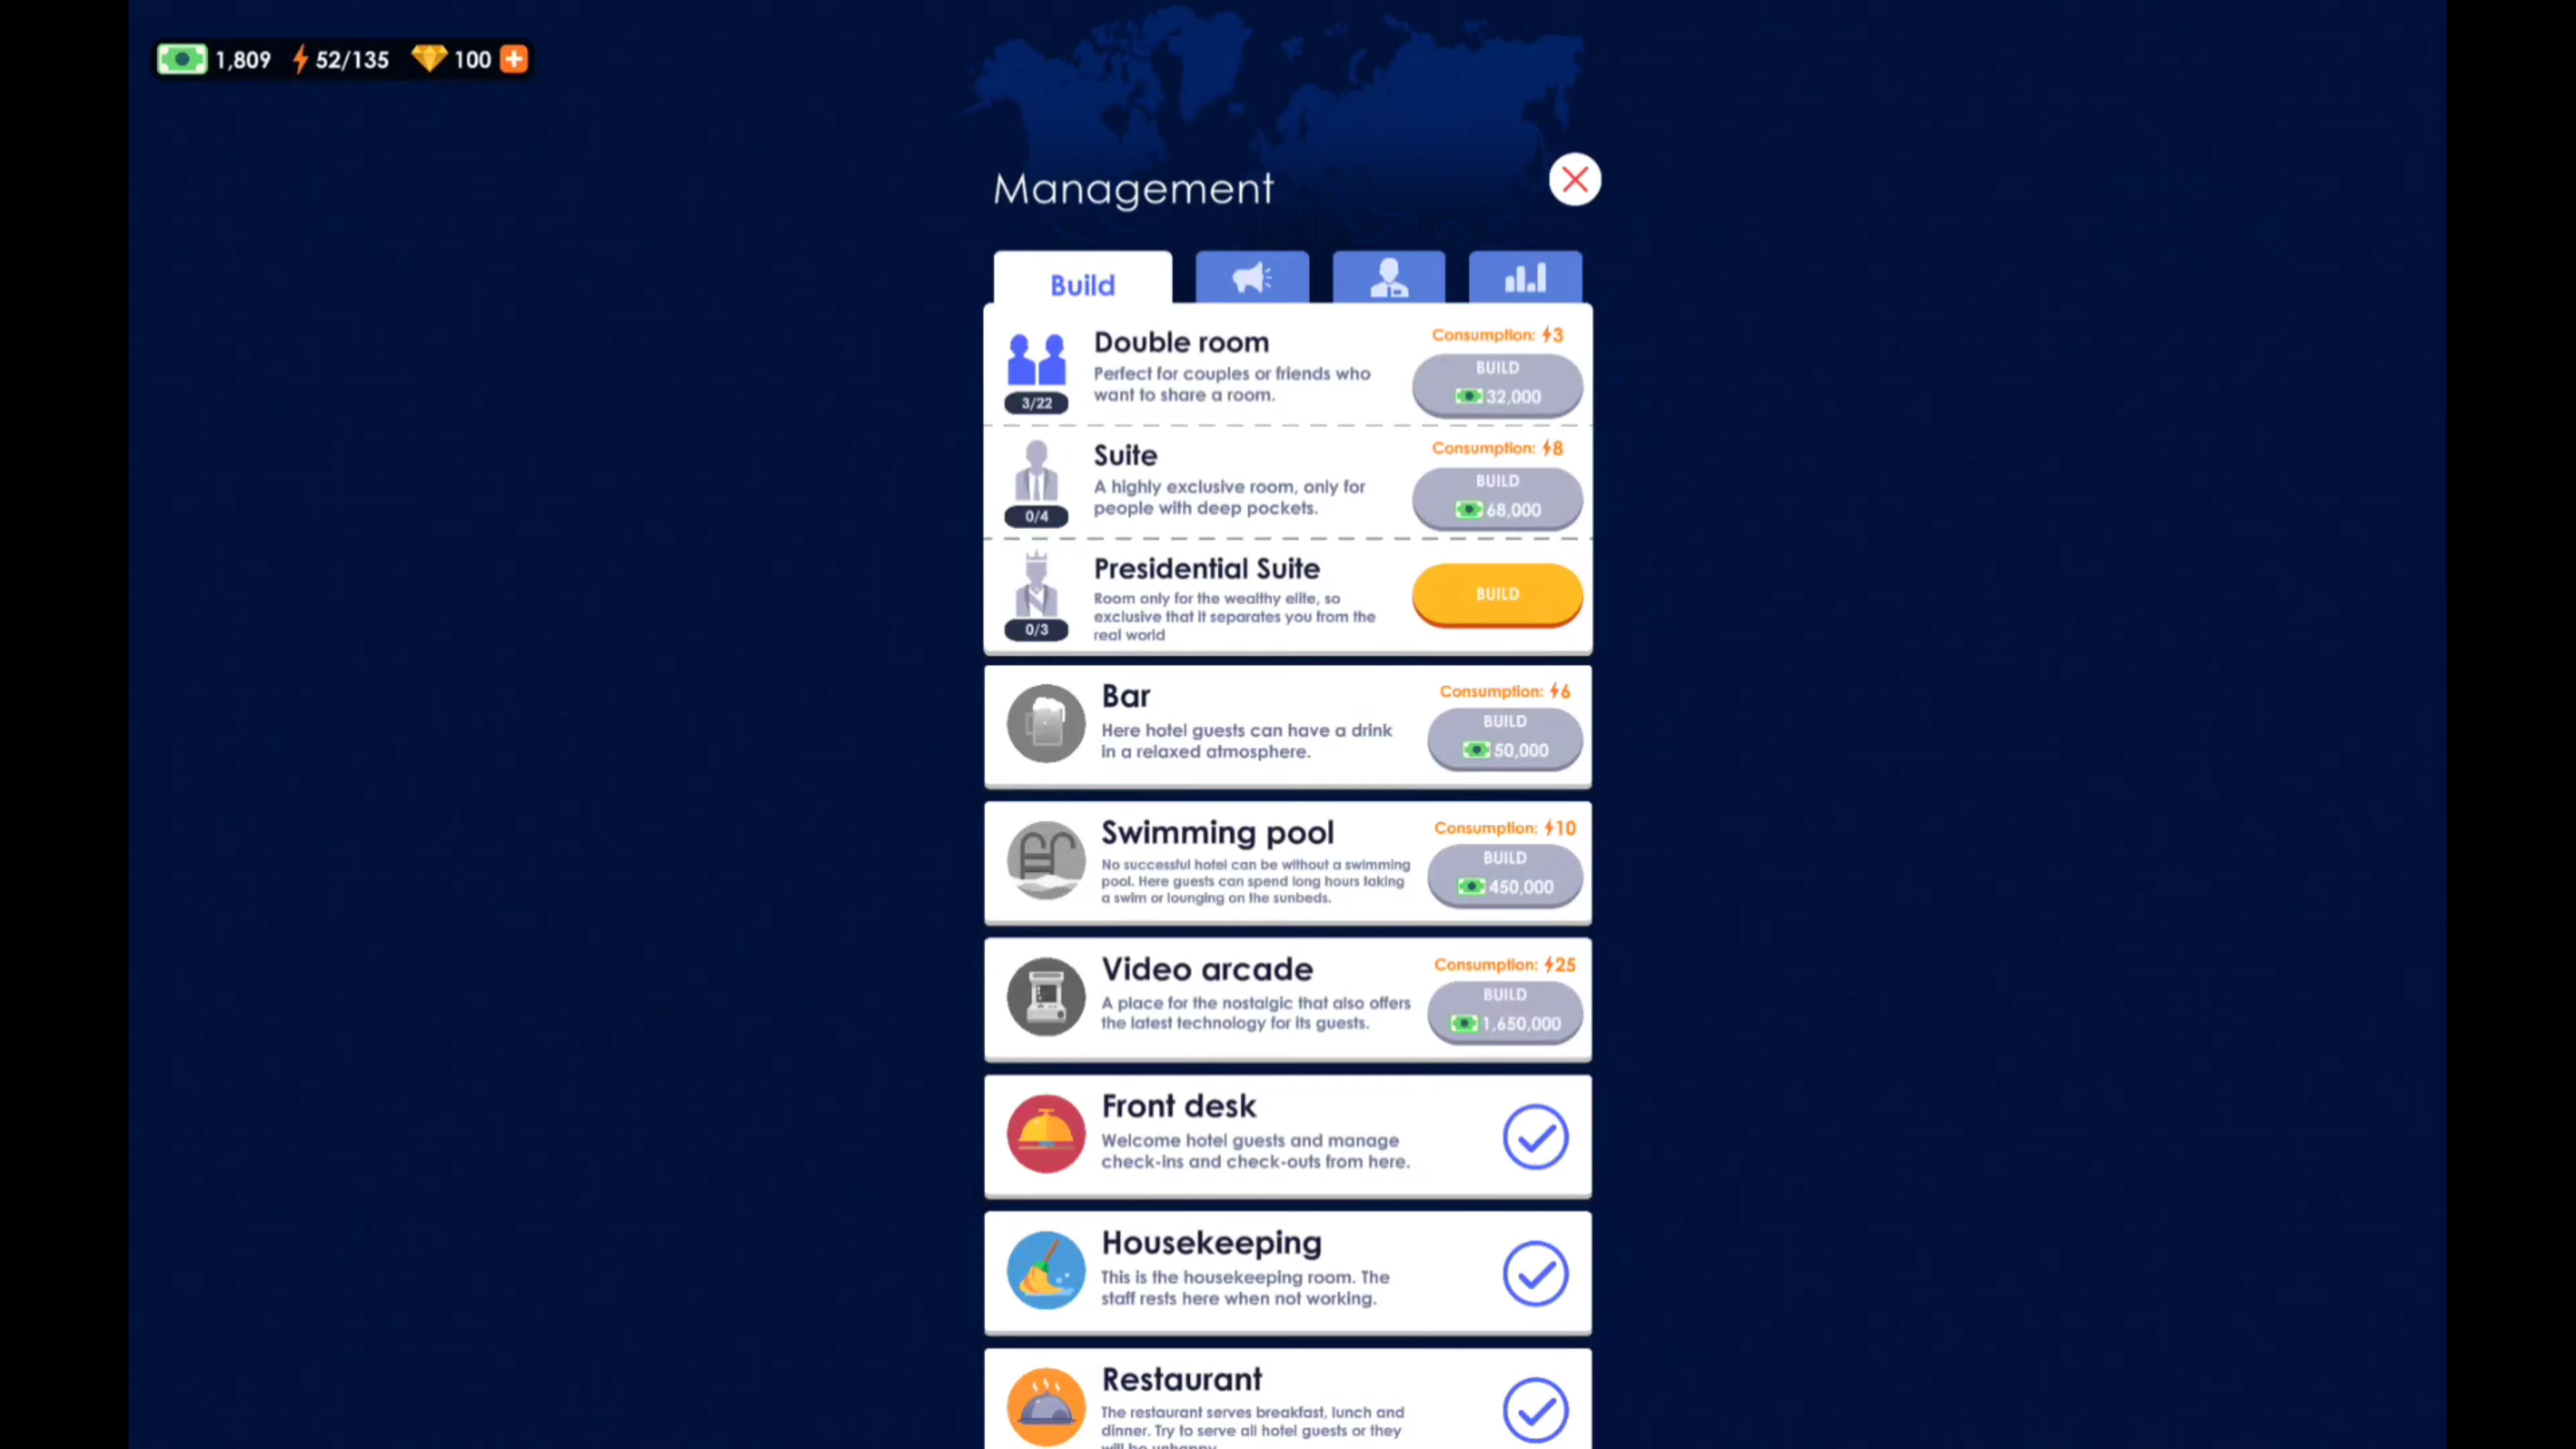 1,809 52/135 100
Management
Build
Double room
Perfect for couples or friends who
want to share a room.
3/22
Consumption: 3
BUILD
32,000
Suite
A highly exclusive room, only for
people with deep pockets.
0/4
Consumption: 8
BUILD
68,000
Presidential Suite
Room only for the wealthy elite, so
exclusive that it separates you from the
real world
0/3
BUILD
Bar
Here hotel guests can have a drink
in a relaxed atmosphere.
Consumption: 6
BUILD
50,000
Swimming pool
No successful hotel can be without a swimming
pool. Here guests can spend long hours taking
a swim or lounging on the sunbeds.
Consumption: 10
BUILD
450,000
Video arcade
A place for the nostalgic that also offers
the latest technology for its guests.
Consumption: 25
BUILD
1,650,000
Front desk
Welcome hotel guests and manage
check-ins and check-outs from here.
Housekeeping
This is the housekeeping room. The
staff rests here when not working.
Restaurant
The restaurant serves breakfast, lunch and
dinner. Try to serve all hotel guests or they
will be unhappy